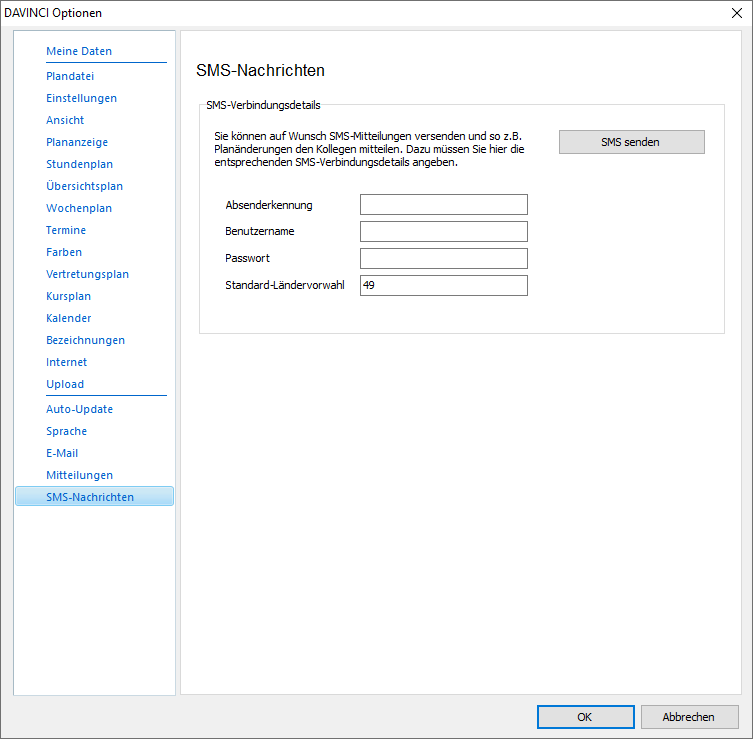 DAVINCI Optionen
Meine Daten
Plandatei
Einstellungen
Ansicht
Plananzeige
Stundenplan
Übersichtsplan
Wochenplan
Termine
Farben
Vertretungsplan
Kursplan
Kalender
Bezeichnungen
Internet
Upload
Auto-Update
Sprache
E-Mail
Mitteilungen
SMS-Nachrichten
SMS-Nachrichten
SMS-Verbindungsdetails
Sie können auf Wunsch SMS-Mitteilungen versenden und so z.B.
Planänderungen den Kollegen mitteilen. Dazu müssen Sie hier die
entsprechenden SMS-Verbindungsdetails angeben.
SMS senden
Absenderkennung
Benutzername
Passwort
Standard-Ländervorwahl 49
OK Abbrechen